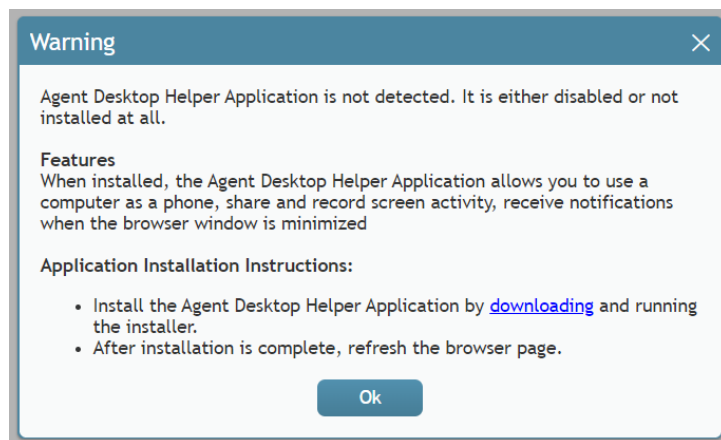 Warning
Agent Desktop Helper Application is not detected. It is either disabled or not
installed at all.
Features
When installed, the Agent Desktop Helper Application allows you to use a
computer as a phone, share and record screen activity, receive notifications
when the browser window is minimized
Application Installation Instructions:
• Install the Agent Desktop Helper Application by downloading and running
the installer.
• After installation is complete, refresh the browser page.
Ok